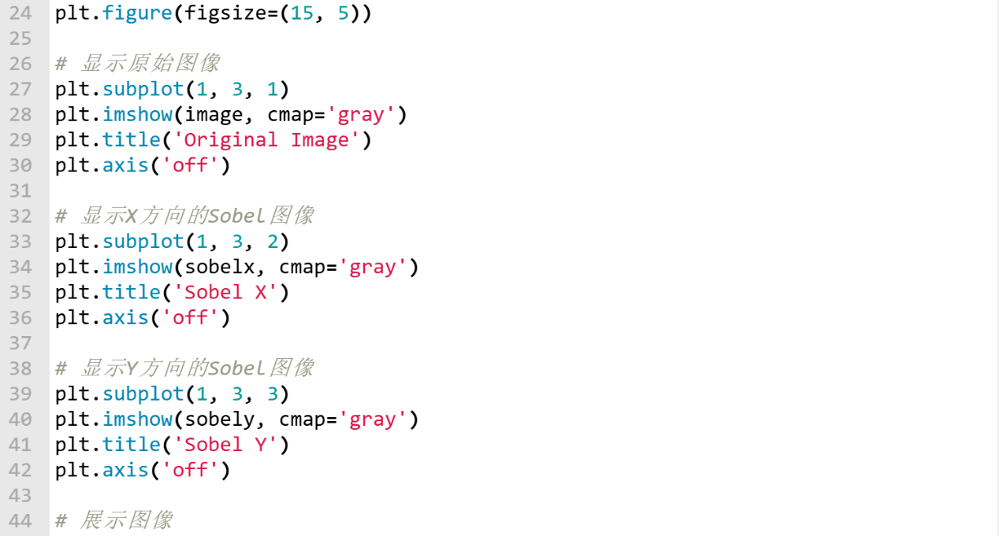 24 plt.figure(figsize=(15, 5))
25
26 # 显示原始图像
27 plt.subplot(1, 3, 1)
28 plt.imshow(image, cmap='gray')
29 plt.title('Original Image')
30 plt.axis('off')
31
32 # 显示X方向的Sobel图像
33 plt.subplot(1, 3, 2)
34 plt.imshow(sobelx, cmap='gray')
35 plt.title('Sobel X')
36 plt.axis('off')
37
38 # 显示Y方向的Sobel图像
39 plt.subplot(1, 3, 3)
40 plt.imshow(sobely, cmap='gray')
41 plt.title('Sobel Y')
42 plt.axis('off')
43
44 # 展示图像